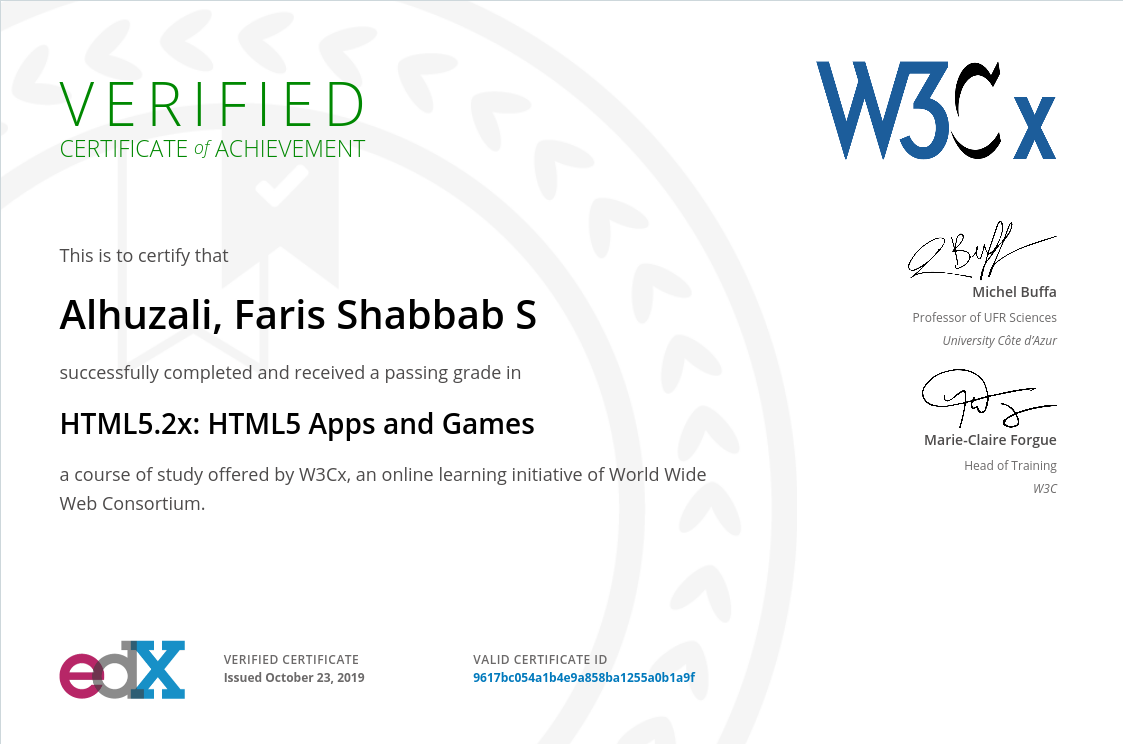 VERIFIED
CERTIFICATE of ACHIEVEMENT
W3Cx
This is to certify that
Alhuzali, Faris Shabbab S
successfully completed and received a passing grade in
HTML5.2x: HTML5 Apps and Games
a course of study offered by W3Cx, an online learning initiative of World Wide
Web Consortium.
Michel Buffa
Professor of UFR Sciences
University Côte d’Azur
Marie-Claire Forgue
Head of Training
W3C
edX
VERIFIED CERTIFICATE
Issued October 23, 2019
VALID CERTIFICATE ID
9617bc054a1b4e9a858ba1255a0b1a9f